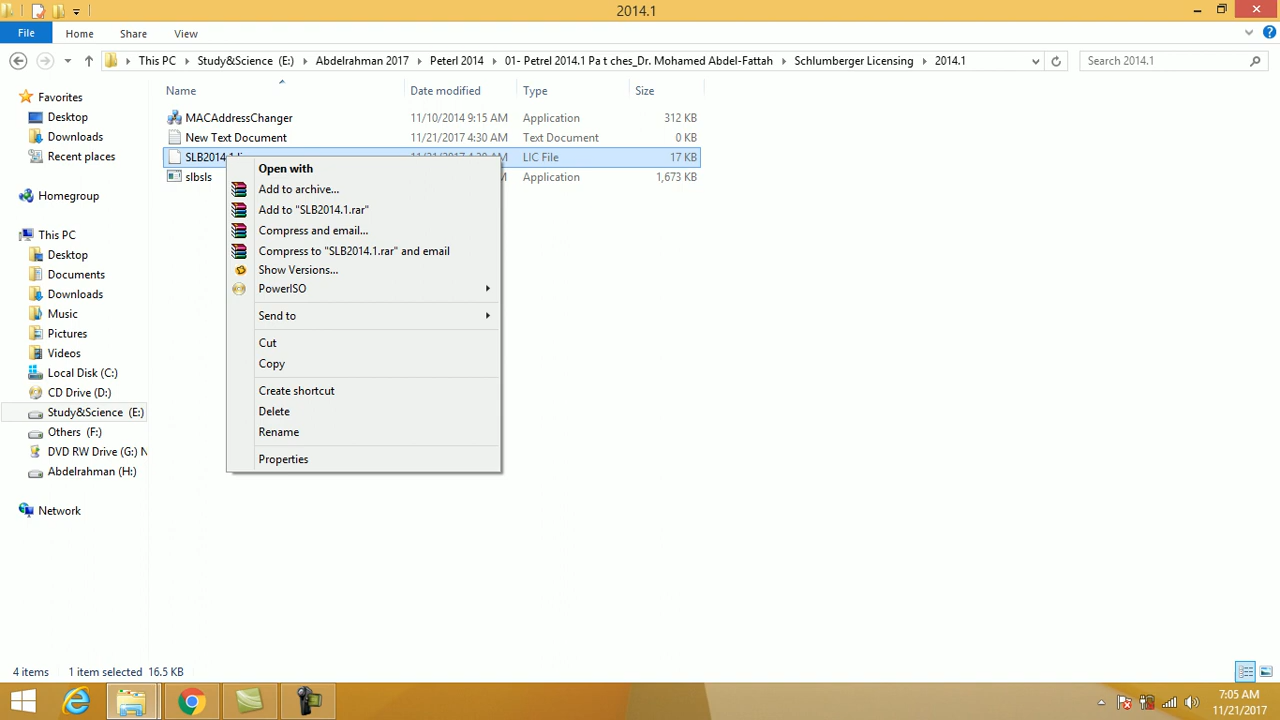 2014.1
File Home Share View
This PC Study&Science (E:) Abdelrahman 2017 Peterl 2014 01- Petrel 2014.1 Pa t ches_Dr. Mohamed Abdel-Fattah Schlumberger Licensing 2014.1 Search 2014.1
Name Date modified Type Size
MACAddressChanger 11/10/2014 9:15 AM Application 312 KB
New Text Document 11/21/2017 4:30 AM Text Document 0 KB
SLB2014.1 LIC File 17 KB
slbsls Application 1,673 KB
Favorites
Desktop
Downloads
Recent places
Homegroup
This PC
Desktop
Documents
Downloads
Music
Pictures
Videos
Local Disk (C:)
CD Drive (D:)
Study&Science (E:)
Others (F:)
DVD RW Drive (G:) N
Abdelrahman (H:)
Network
Open with
Add to archive...
Add to "SLB2014.1.rar"
Compress and email...
Compress to "SLB2014.1.rar" and email
Show Versions...
PowerISO
Send to
Cut
Copy
Create shortcut
Delete
Rename
Properties
4 items 1 item selected 16.5 KB
7:05 AM
11/21/2017